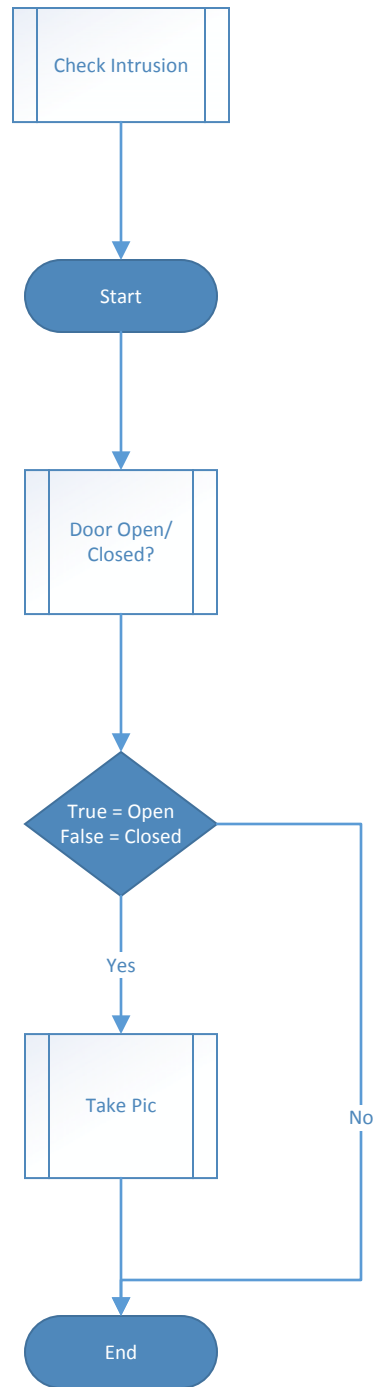 Check Intrusion
Start
Door Open/
Closed?
True = Open
False = Closed
Yes
Take Pic
No
End